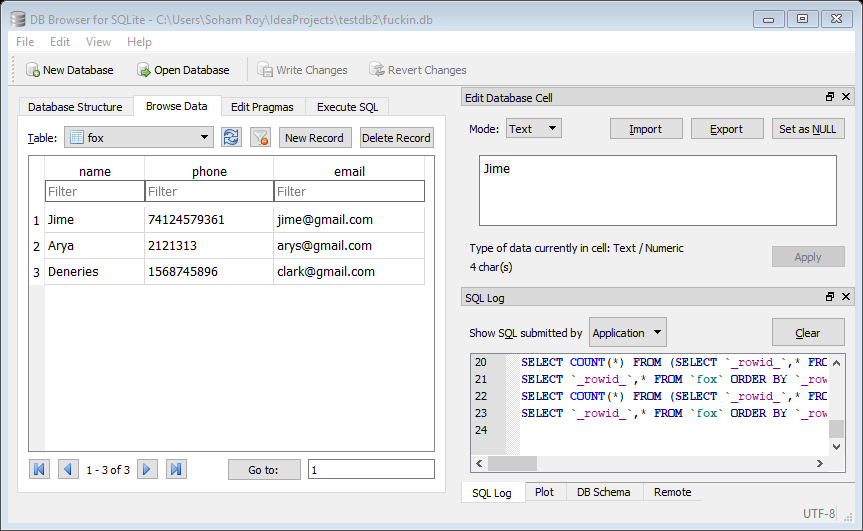 DB Browser for SQLite - C:\Users\Soham Roy\IdeaProjects\testdb2\fuckin.db
File Edit View Help
New Database Open Database Write Changes Revert Changes
Database Structure Browse Data Edit Pragmas Execute SQL
Table: fox New Record Delete Record
name phone email
Filter Filter Filter
1 Jime 74124579361 jime@gmail.com
2 Arya 2121313 arys@gmail.com
3 Deneries 1568745896 clark@gmail.com
1 - 3 of 3 Go to: 1
Edit Database Cell
Mode: Text Import Export Set as NULL
Jime
Type of data currently in cell: Text / Numeric
4 char(s)
Apply
SQL Log
Show SQL submitted by Application Clear
20 SELECT COUNT(*) FROM (SELECT `_rowid_`,* FRO
21 SELECT `_rowid_`,* FROM `fox` ORDER BY `_row
22 SELECT COUNT(*) FROM (SELECT `_rowid_`,* FRO
23 SELECT `_rowid_`,* FROM `fox` ORDER BY `_row
24
SQL Log Plot DB Schema Remote
UTF-8